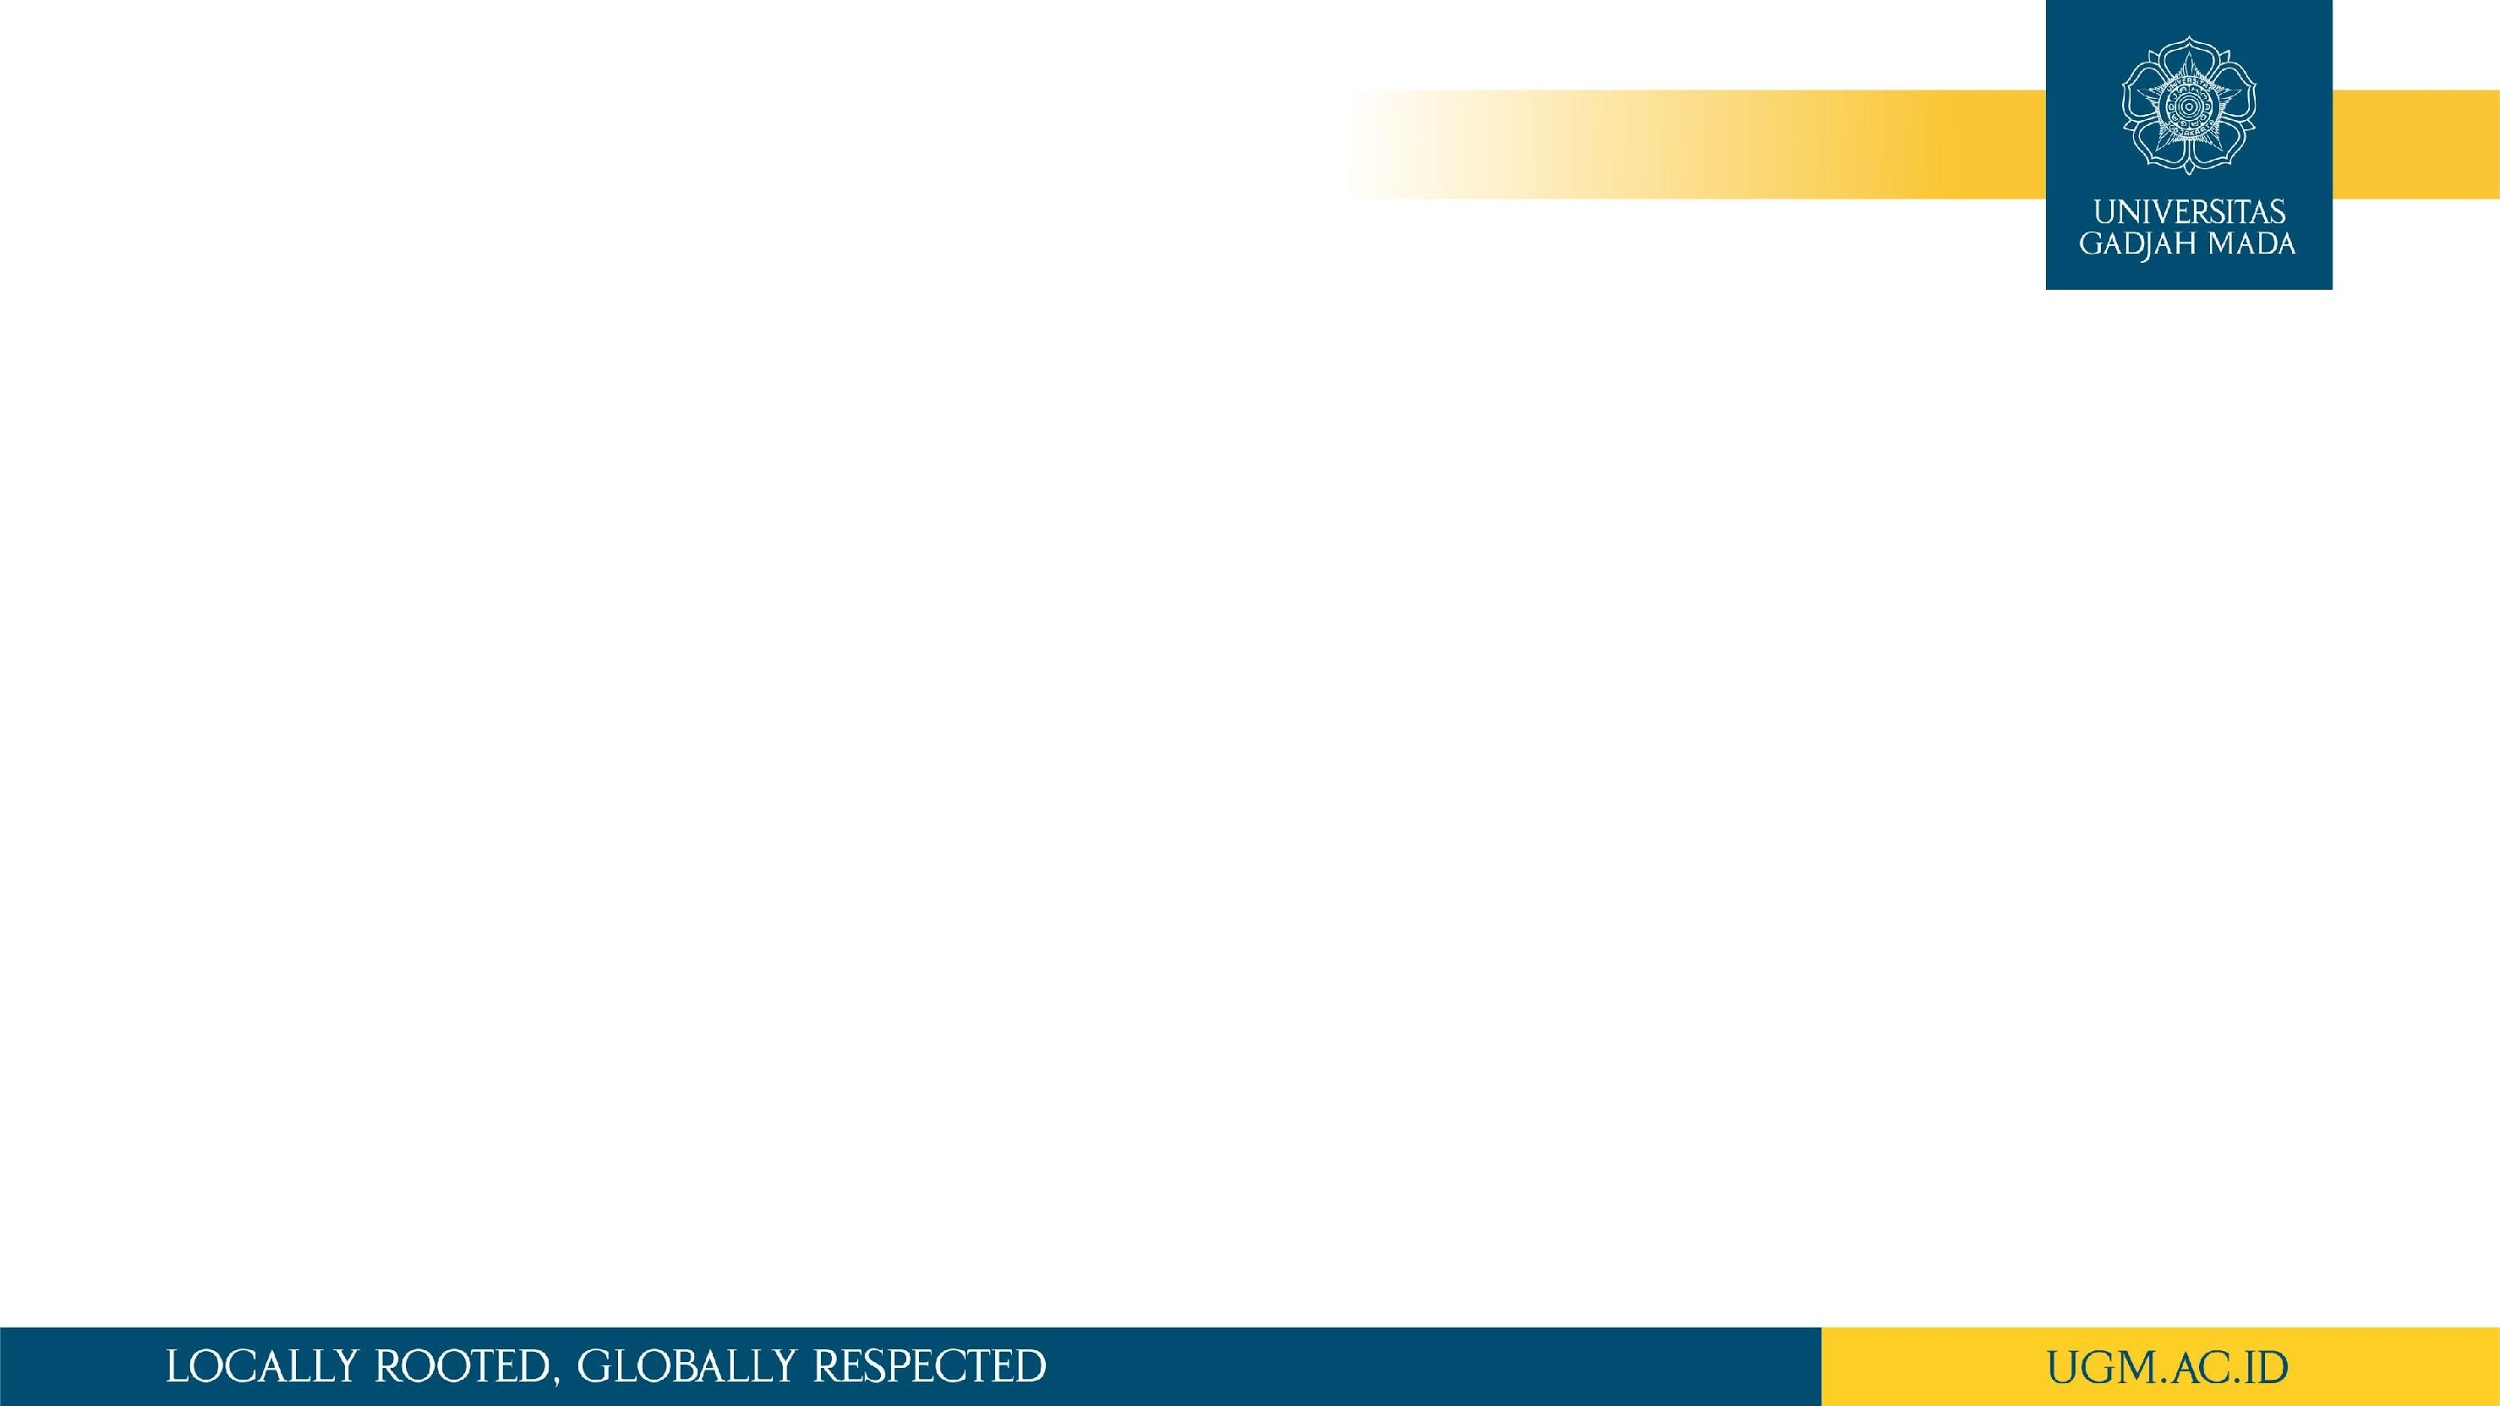 UNIVERSITAS
GADJAH MADA
LOCALLY ROOTED, GLOBALLY RESPECTED
UGM.AC.ID